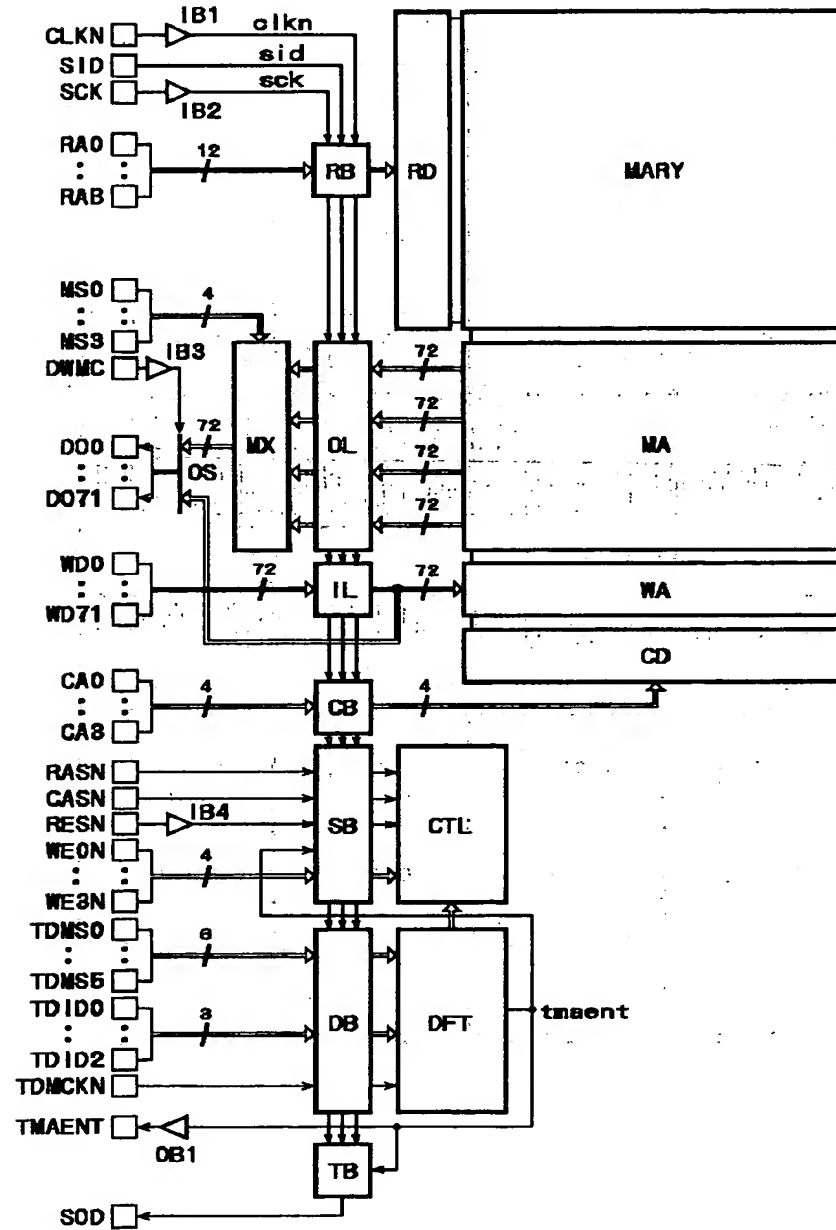 CLKN IB1 clkn
SID sid
SCK IB2 sck
RA0
12
RAB
RB
RD
MARY
MS0
4
MS3
DWMC IB3
72
DO0
OS
MX
OL
72
72
72
72
MA
DO71
WD0
72
IL
72
WA
WD71
CD
CA0
4
CB
4
CA8
RASN
CASN
RESN IB4
SB
CTL
WE0N
4
WE3N
TDMS0
6
TDMS5
TDID0
3
DB
DFT
tmaent
TDID2
TDMCKN
TMAENT
OB1
TB
SOD